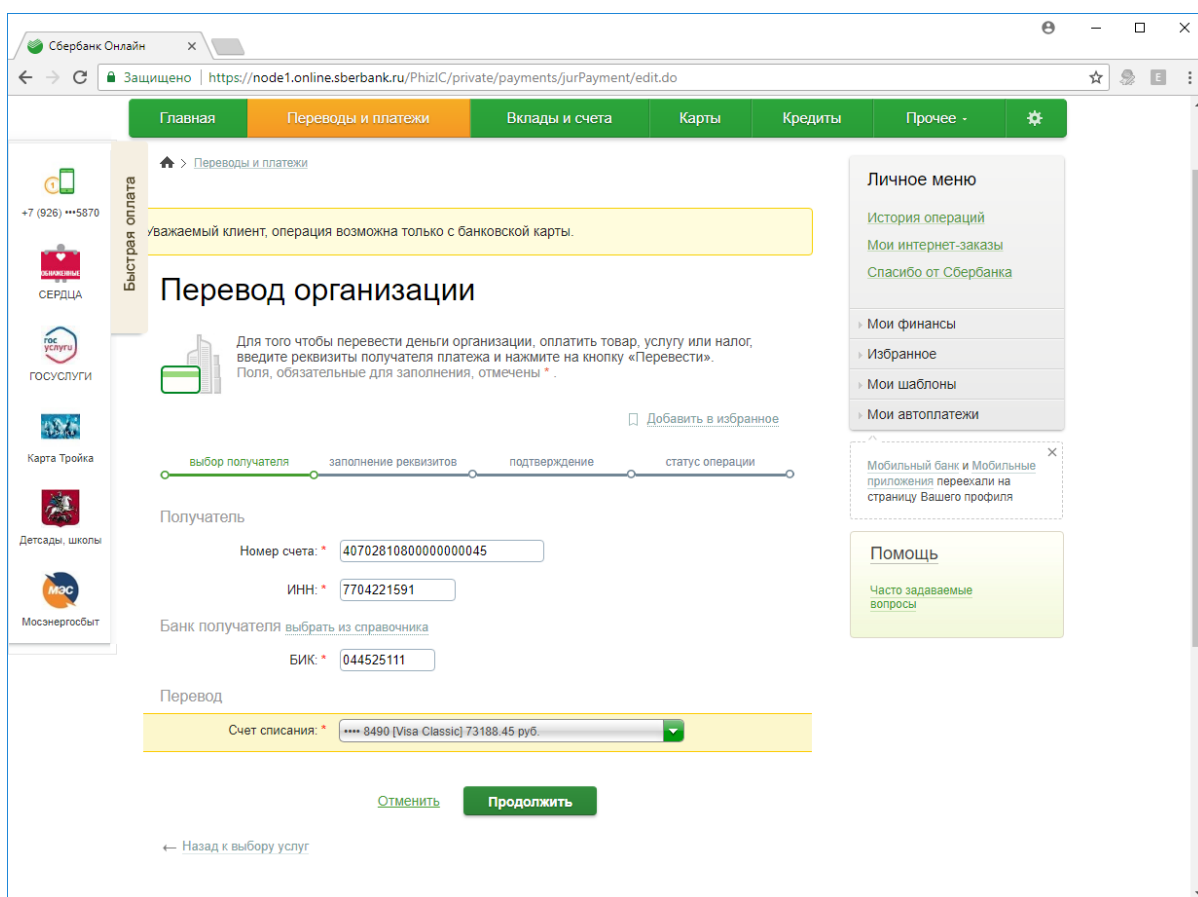 Сбербанк Онлайн
Защищено | https://node1.online.sberbank.ru/PhizIC/private/payments/jurPayment/edit.do
Главная
Переводы и платежи
Вклады и счета
Карты
Кредиты
Прочее -
+7 (926) •••5870
ОБНАЖЕННЫЕ
СЕРДЦА
гос
услуги
ГОСУСЛУГИ
Карта Тройка
Детсады, школы
МЭС
Мосэнергосбыт
Быстрая оплата
> Переводы и платежи
Уважаемый клиент, операция возможна только с банковской карты.
Перевод организации
Для того чтобы перевести деньги организации, оплатить товар, услугу или налог,
введите реквизиты получателя платежа и нажмите на кнопку «Перевести».
Поля, обязательные для заполнения, отмечены * .
Добавить в избранное
выбор получателя
заполнение реквизитов
подтверждение
статус операции
Получатель
Номер счета: * 40702810800000000045
ИНН: * 7704221591
Банк получателя выбрать из справочника
БИК: * 044525111
Перевод
Счет списания: * •••• 8490 [Visa Classic] 73188.45 руб.
Отменить
Продолжить
← Назад к выбору услуг
Личное меню
История операций
Мои интернет-заказы
Спасибо от Сбербанка
Мои финансы
Избранное
Мои шаблоны
Мои автоплатежи
Мобильный банк и Мобильные
приложения переехали на
страницу Вашего профиля
Помощь
Часто задаваемые
вопросы